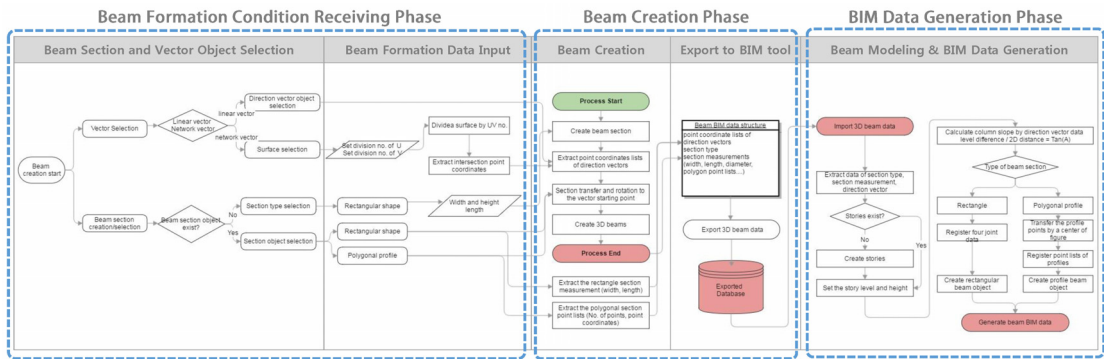 Beam Formation Condition Receiving Phase
Beam Creation Phase
BIM Data Generation Phase
Beam Section and Vector Object Selection
Beam Formation Data Input
Beam Creation
Export to BIM tool
Beam Modeling & BIM Data Generation
Beam
creation start
Vector Selection
Linear vector
Network vector
linear vector
network vector
Direction vector object
selection
Surface selection
Beam section
creation/selection
Beam section object
exist?
No
Yes
Section type selection
Section object selection
Set division no. of U
Set division no. of V
Dividea surface by UV no.
Extract intersection point
coordinates
Rectangular shape
Width and height
length
Rectangular shape
Polygonal profile
Process Start
Create beam section
Extract point coordinates lists
of direction vectors
Section transfer and rotation to
the vector starting point
Create 3D beams
Process End
Extract the rectangle section
measurement (width, length)
Extract the polygonal section
point lists (No. of points, point
coordinates)
Beam BIM data structure
point coordinate lists of
direction vectors
section type
section measurements
(width, length, diameter,
polygon point lists....)
Export 3D beam data
Exported
Database
Import 3D beam data
Extract data of section type,
section measurement,
direction vector
Stories exist?
No
Yes
Create stories
Set the story level and height
Calculate column slope by direction vector data
level difference / 2D distance = Tan(A)
Type of beam section
Rectangle
Register four joint
data
Create rectangular
beam object
Polygonal profile
Transfer the profile
points by a center of
figure
Register point lists of
profiles
Create profile beam
object
Generate beam BIM data